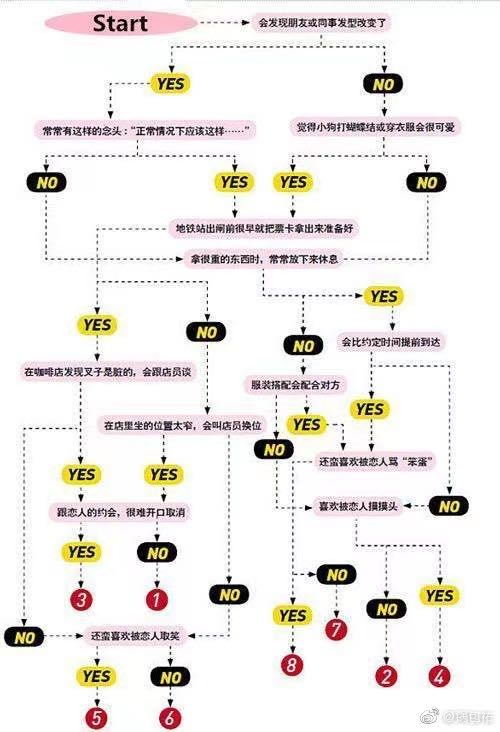 Start
会发现朋友或同事发型改变了
YES
NO
常常有这样的念头："正常情况下应该这样……"
觉得小狗打蝴蝶结或穿衣服会很可爱
NO
YES
YES
NO
地铁站出闸前很早就把票卡拿出来准备好
拿很重的东西时，常常放下来休息
YES
YES
NO
NO
会比约定时间提前到达
在咖啡店发现叉子是脏的，会跟店员谈
服装搭配会配合对方
YES
YES
在店里坐的位置太窄，会叫店员换位
NO
还蛮喜欢被恋人骂"笨蛋"
YES
YES
NO
跟恋人的约会，很难开口取消
喜欢被恋人摸摸头
NO
YES
NO
NO
NO
YES
3
1
YES
NO
NO
还蛮喜欢被恋人取笑
7
8
YES
NO
2
4
5
6